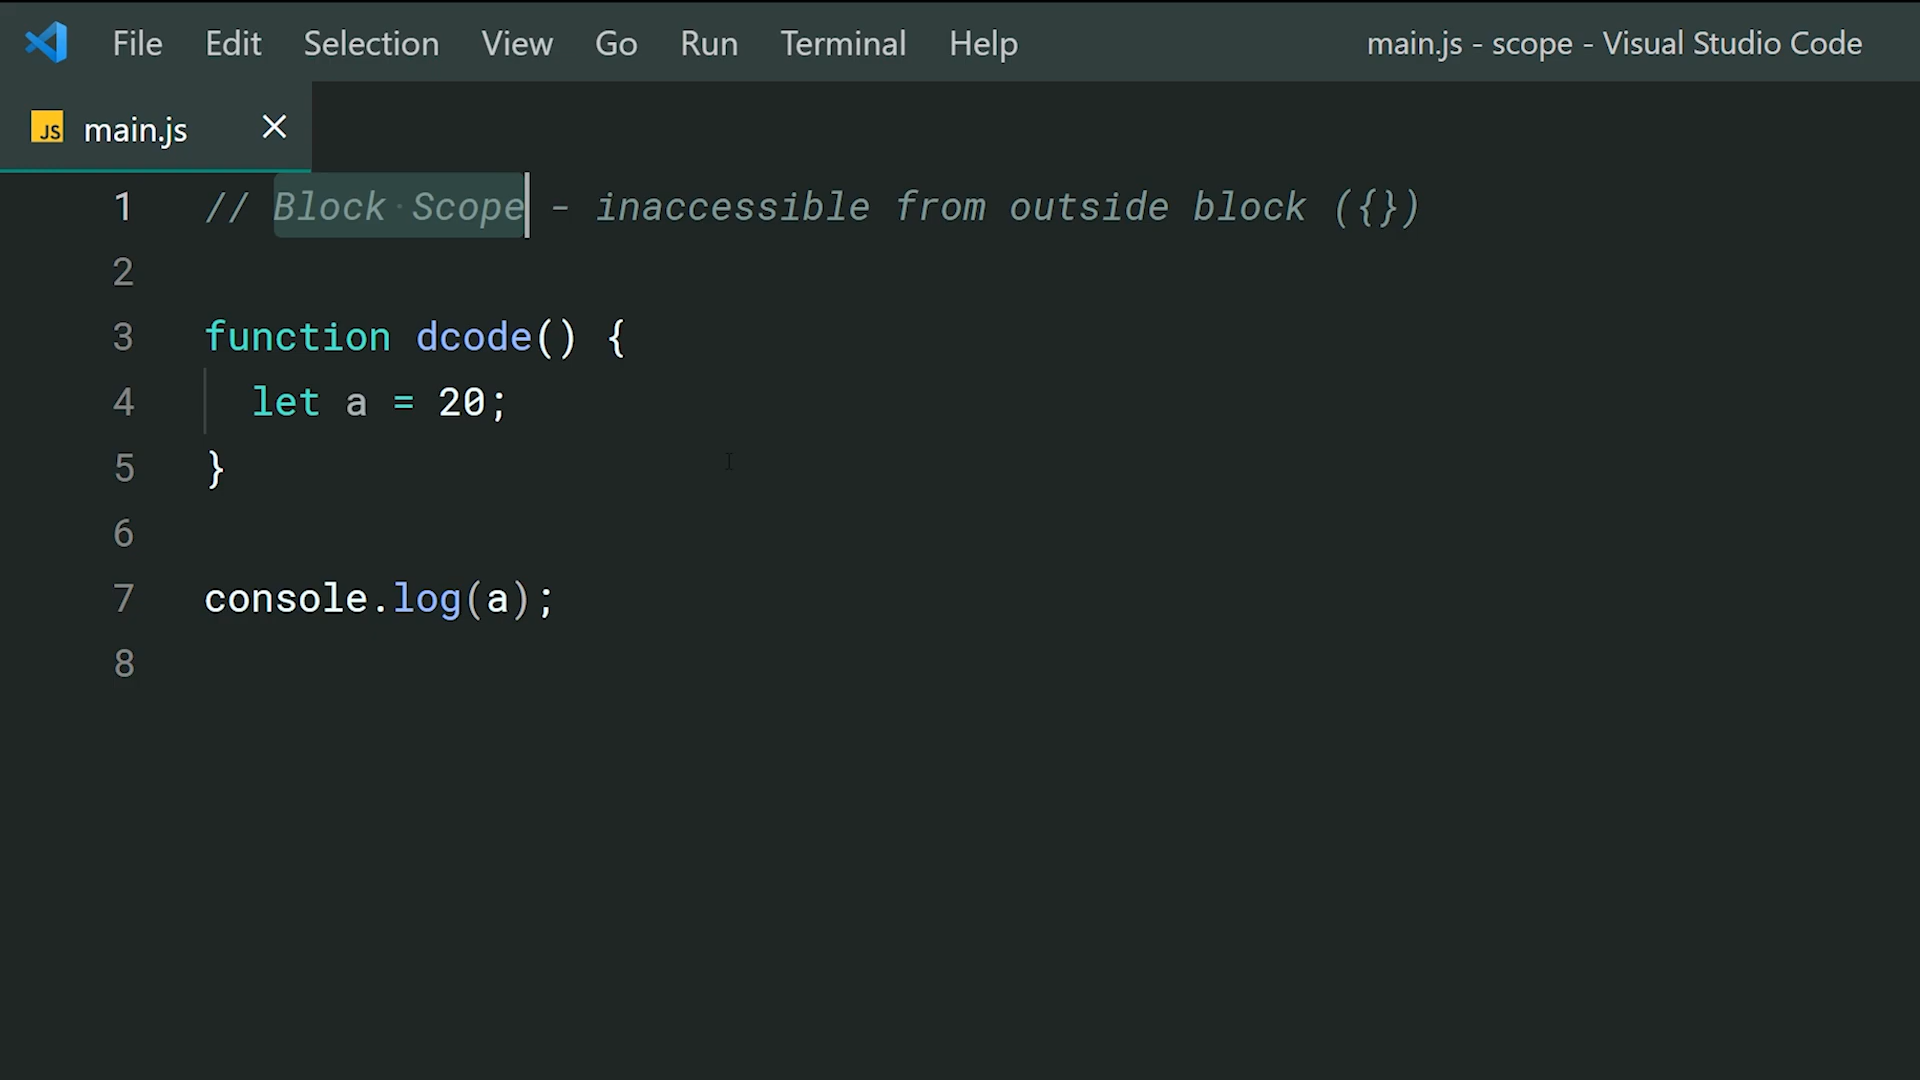 File Edit Selection View Go Run Terminal Help main.js - scope - Visual Studio Code
JS main.js
1 // Block Scope - inaccessible from outside block ({})
2
3 function dcode() {
4 let a = 20;
5 }
6
7 console.log(a);
8